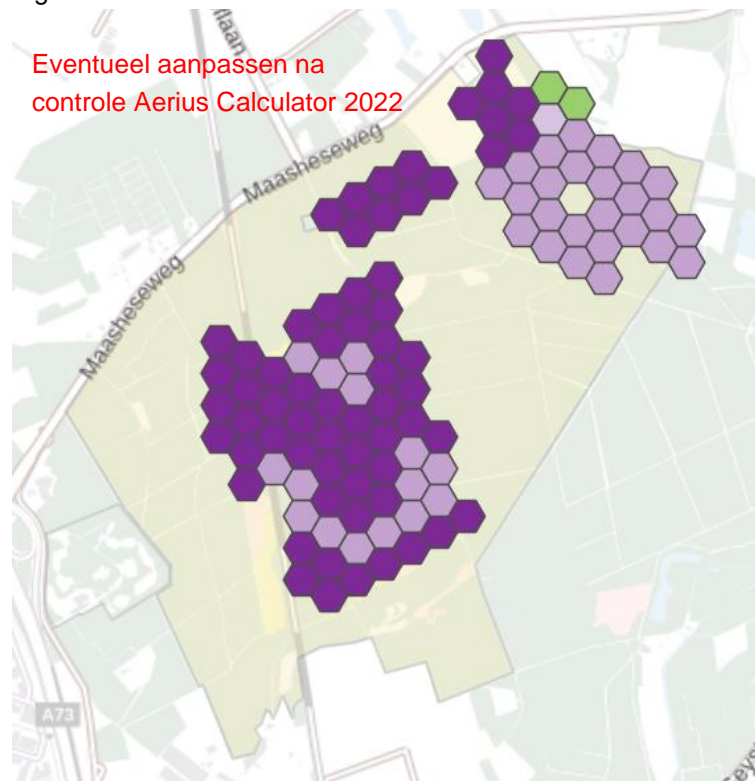 Eventueel aanpassen na
controle Aerius Calculator 2022
Maasheseweg
Maasheseweg
A73